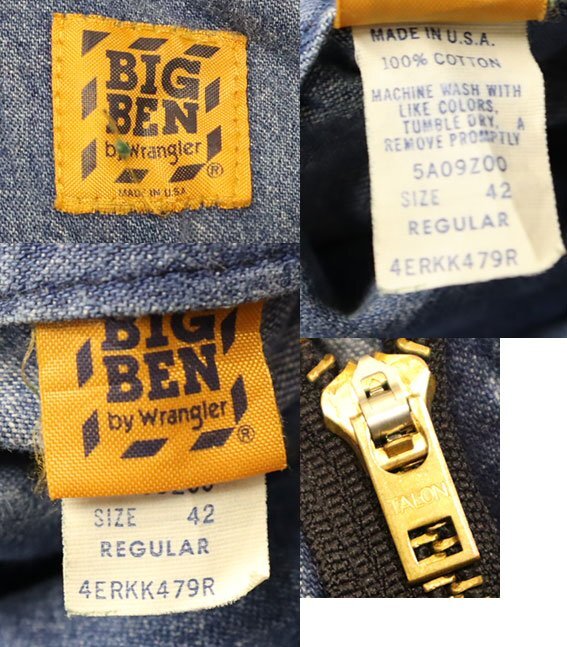 BIG
BEN
by Wrangler
®
MADE IN U.S.A
MADE IN U.S.A.
100% COTTON
MACHINE WASH WITH
LIKE COLORS,
TUMBLE DRY, A
REMOVE PROMPTLY
5A09Z00
SIZE 42
REGULAR
4ERKK479R
BIG
BEN
by Wrangler
®
SIZE 42
REGULAR
4ERKK479R
TALON